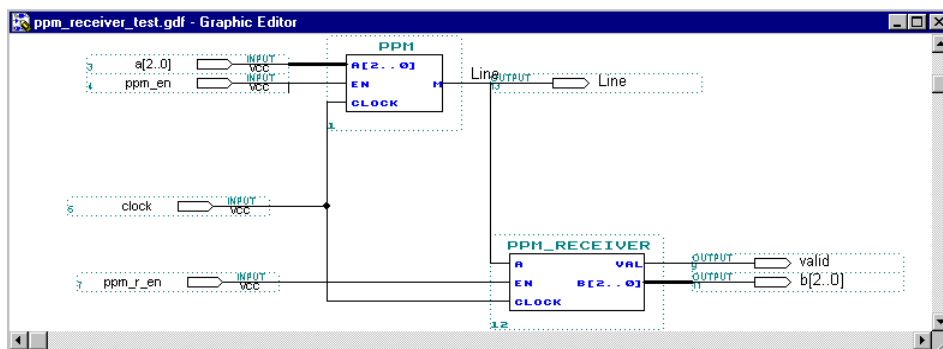 ppm_receiver_test.gdf - Graphic Editor
PPM
3 a[2..0] INPUT VCC A[2..0]
4 ppm_en INPUT VCC EN M Line OUTPUT 13 Line
CLOCK
1
clock INPUT VCC
PPM_RECEIVER
A VAL OUTPUT 9 valid
7 ppm_r_en INPUT VCC EN B[2..0] OUTPUT 11 b[2..0]
CLOCK
12